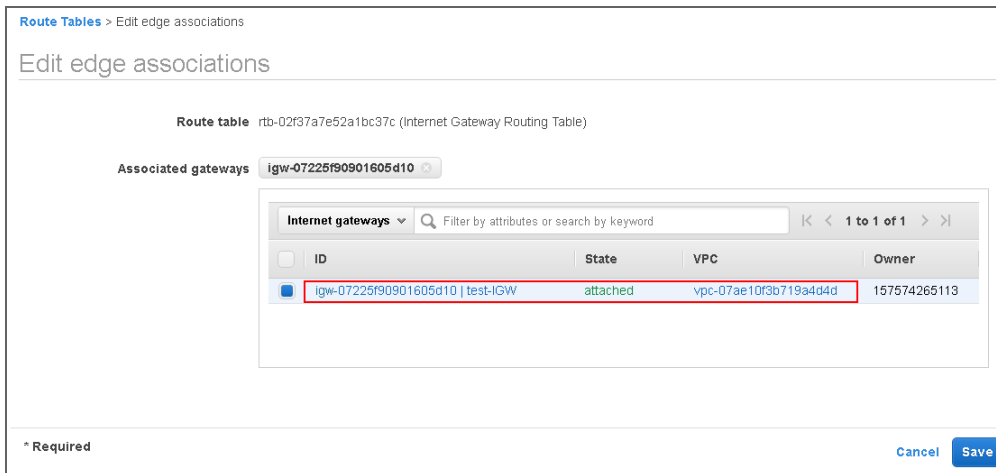 Route Tables > Edit edge associations
Edit edge associations
Route table rtb-02f37a7e52a1bc37c (Internet Gateway Routing Table)
Associated gateways igw-07225f90901605d10
Internet gateways Filter by attributes or search by keyword 1 to 1 of 1
ID State VPC Owner
igw-07225f90901605d10 | test-IGW attached vpc-07ae10f3b719a4d4d 157574265113
* Required Cancel Save